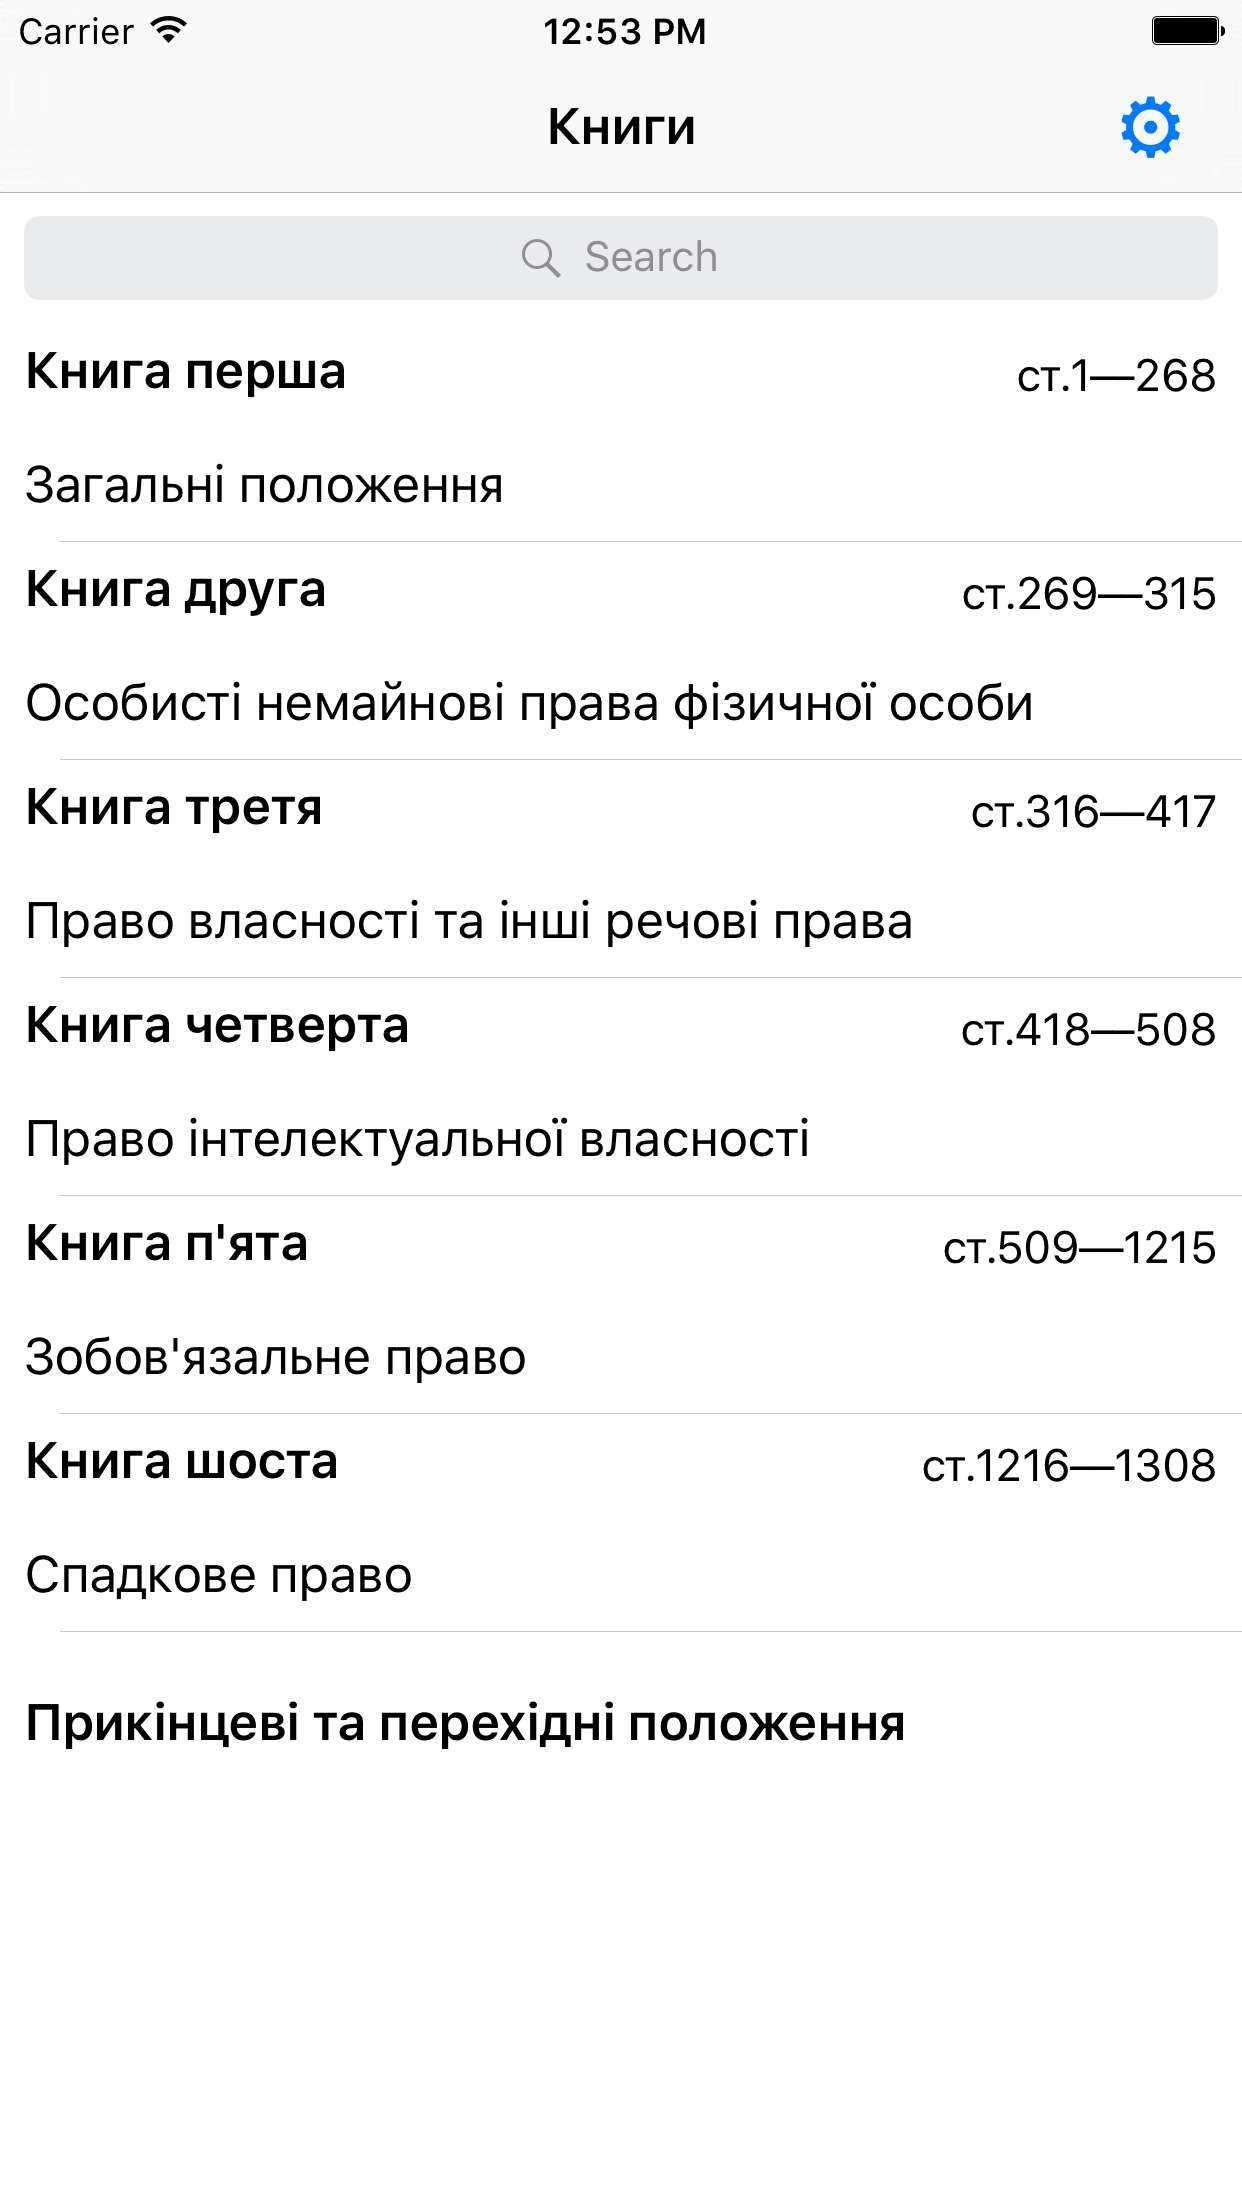 Carrier 12:53 PM
Книги
Search
Книга перша ст.1—268
Загальні положення
Книга друга ст.269—315
Особисті немайнові права фізичної особи
Книга третя ст.316—417
Право власності та інші речові права
Книга четверта ст.418—508
Право інтелектуальної власності
Книга п'ята ст.509—1215
Зобов'язальне право
Книга шоста ст.1216—1308
Спадкове право
Прикінцеві та перехідні положення